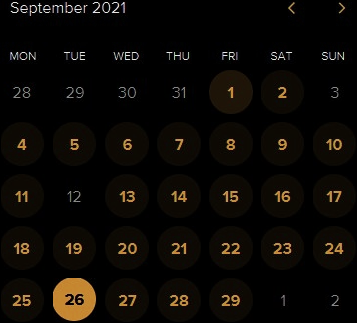 September 2021
MON TUE WED THU FRI SAT SUN
28 29 30 31 1 2 3
4 5 6 7 8 9 10
11 12 13 14 15 16 17
18 19 20 21 22 23 24
25 26 27 28 29 1 2